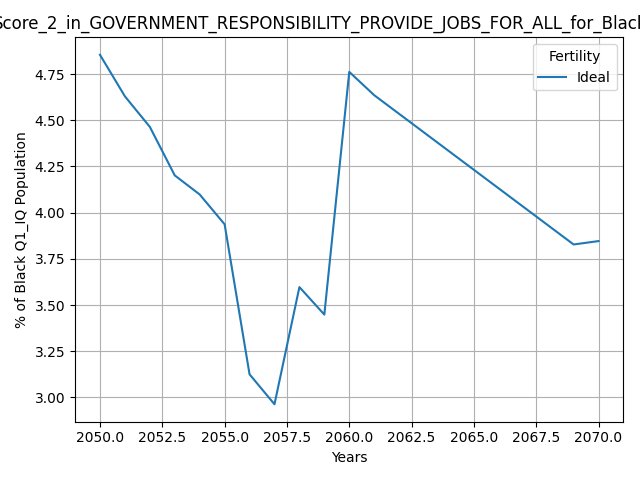 Score_2_in_GOVERNMENT_RESPONSIBILITY_PROVIDE_JOBS_FOR_ALL_for_Black
Fertility
Ideal
4.75
4.50
4.25
4.00
3.75
3.50
3.25
3.00
% of Black Q1_IQ Population
2050.0 2052.5 2055.0 2057.5 2060.0 2062.5 2065.0 2067.5 2070.0
Years